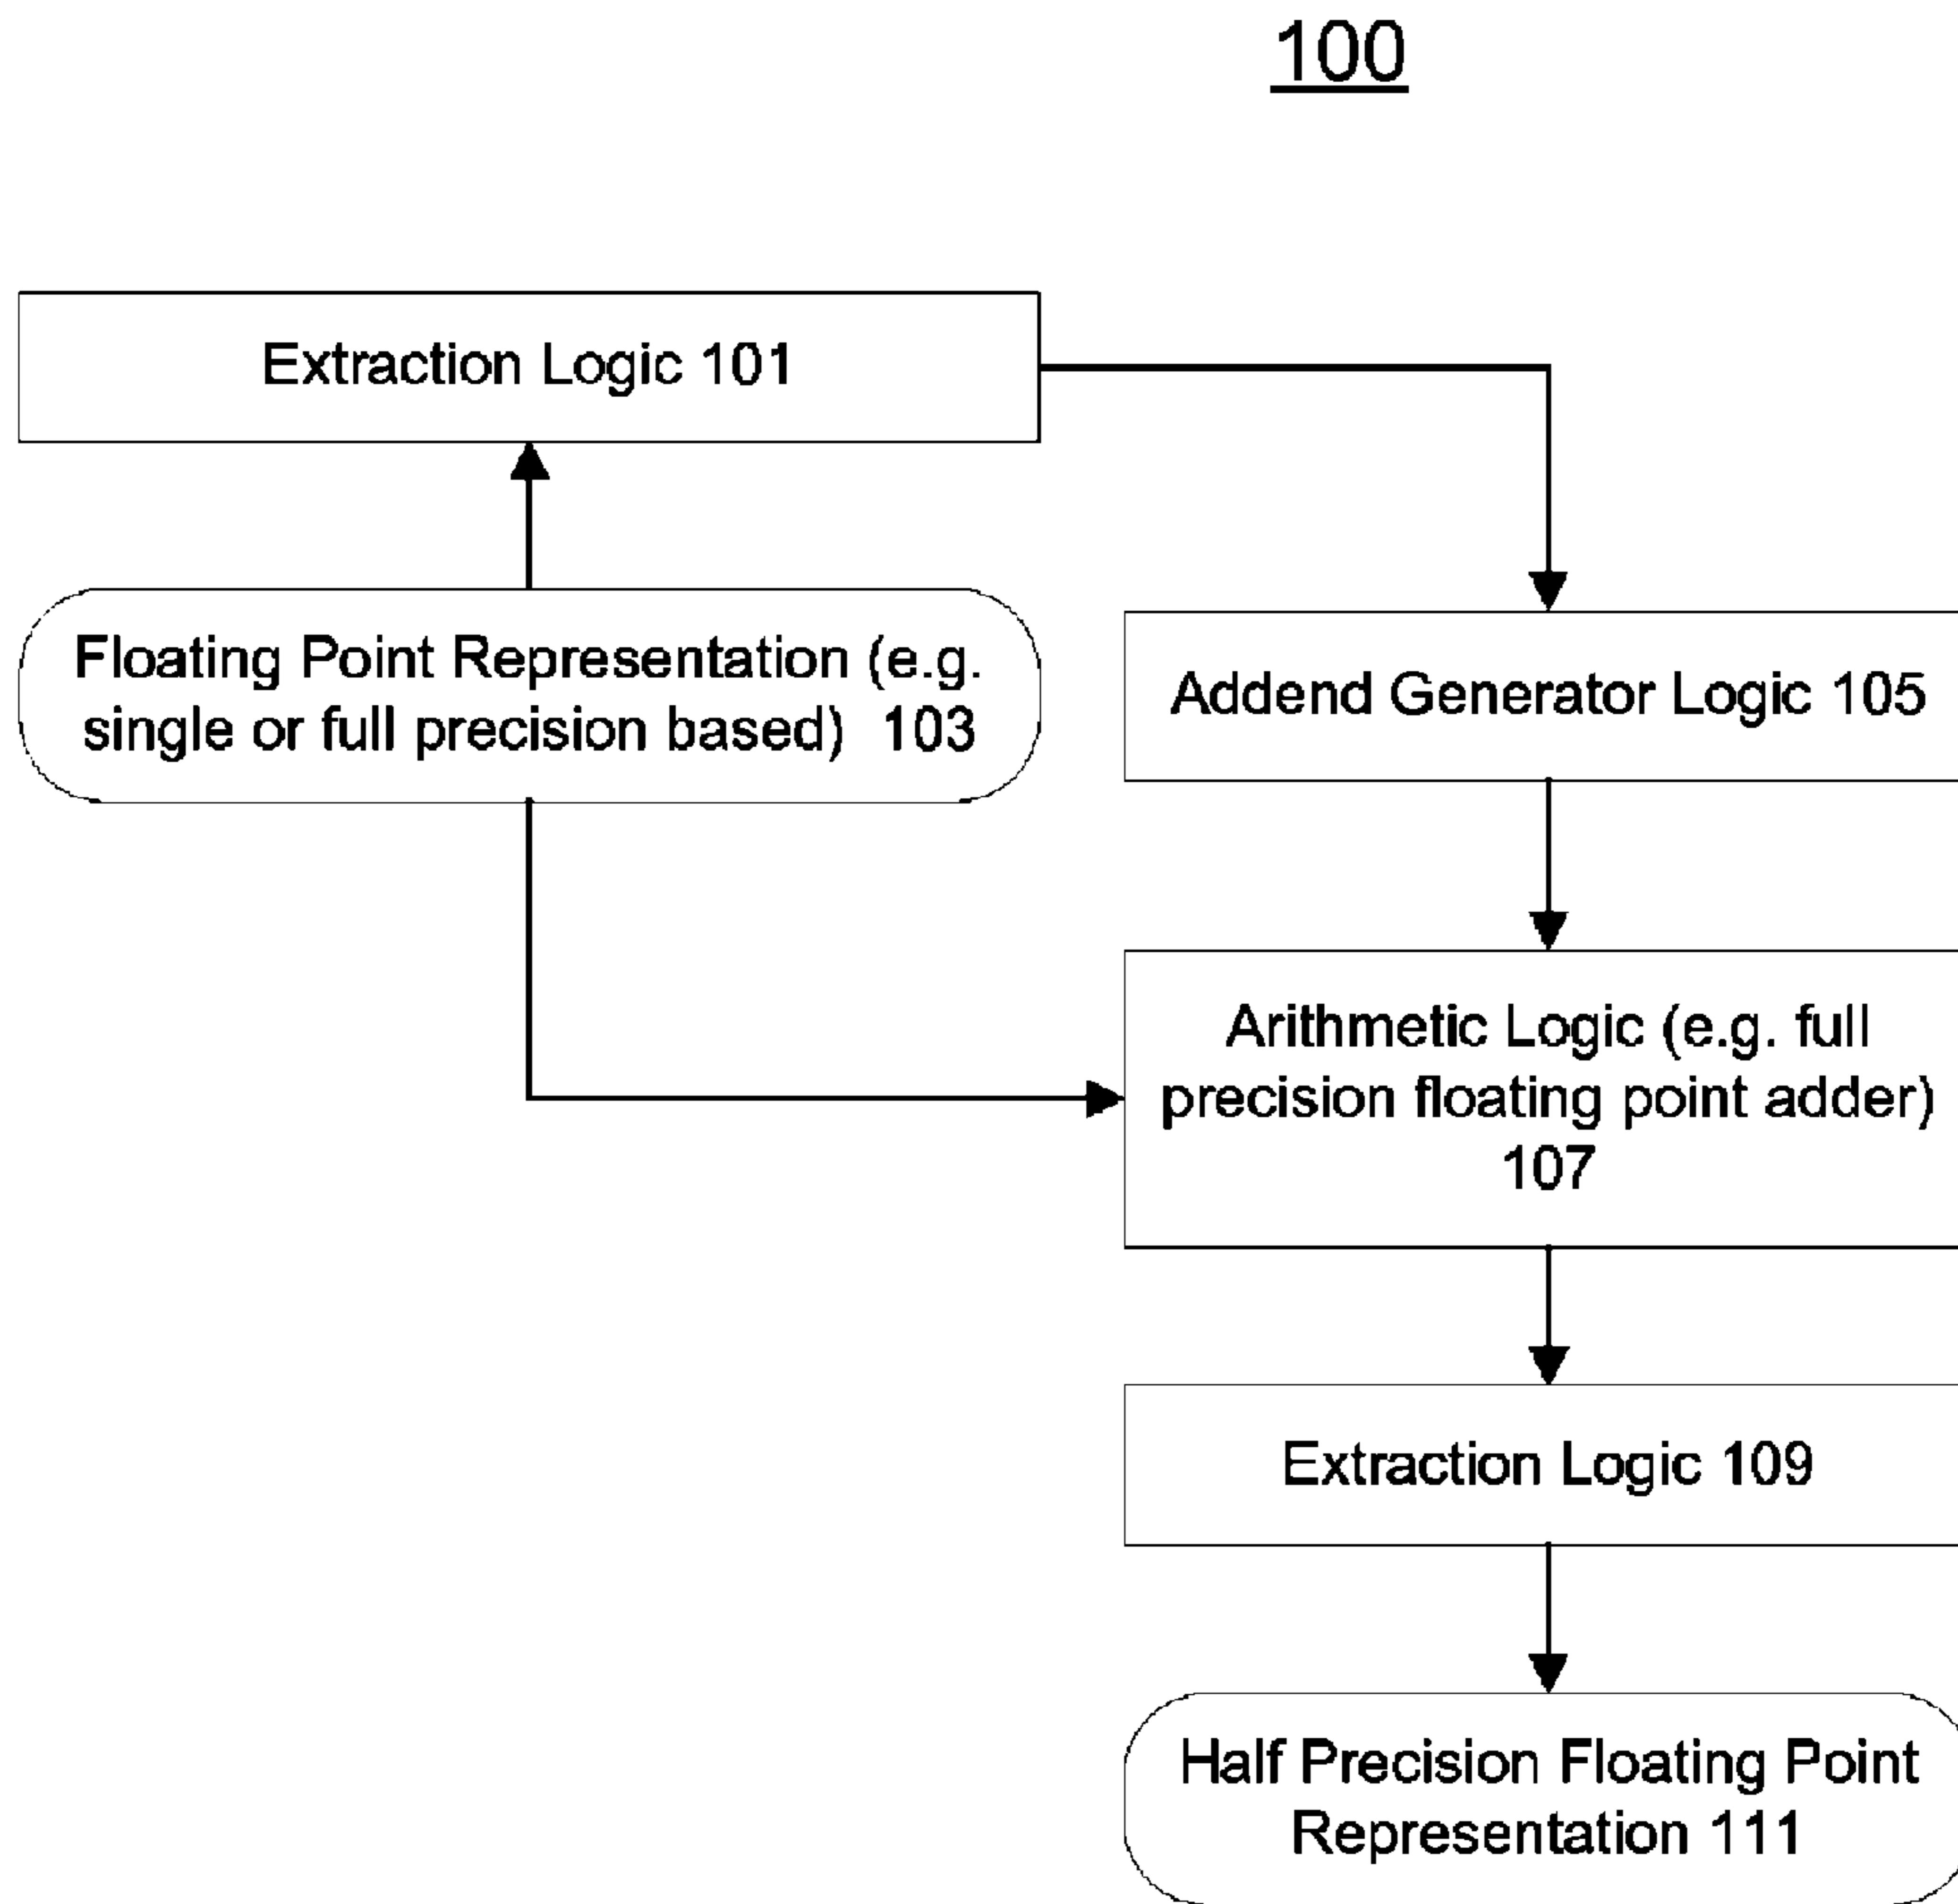 100
Extraction Logic 101
Floating Point Representation (e.g.
single or full precision based) 103
Addend Generator Logic 105
Arithmetic Logic (e.g. full
precision floating point adder)
107
Extraction Logic 109
Half Precision Floating Point
Representation 111